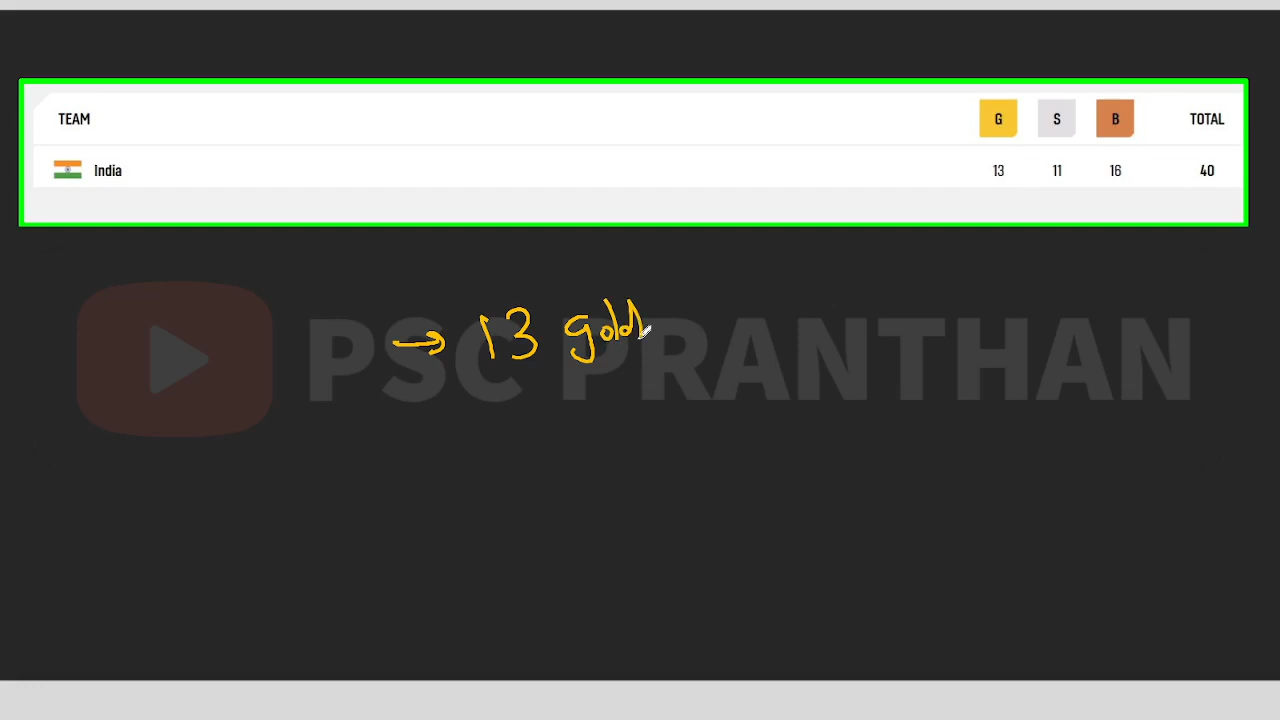 TEAM G S B TOTAL
India 13 11 16 40
→ 13 gold
PSC PRANTHAN